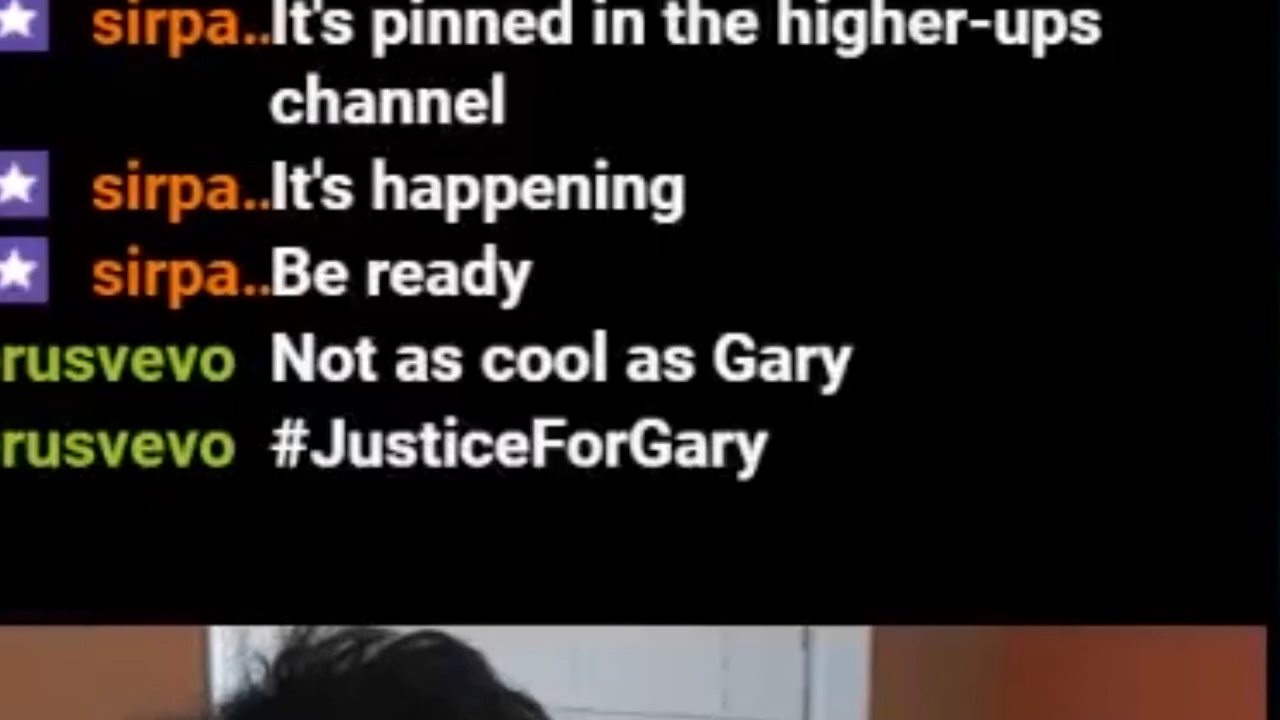 sirpa..It's pinned in the higher-ups
channel
sirpa..It's happening
sirpa..Be ready
rusvevo Not as cool as Gary
rusvevo #JusticeForGary